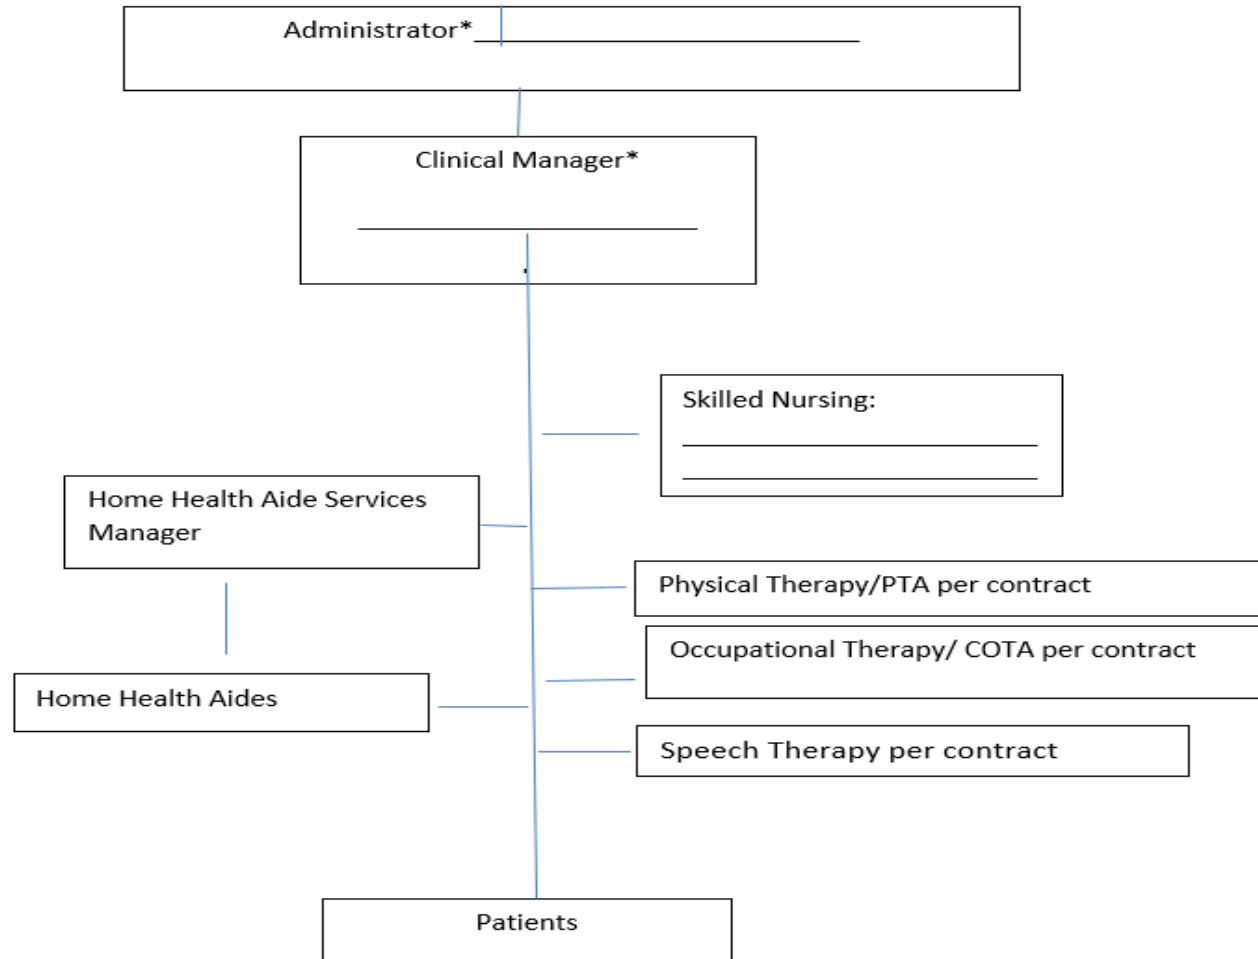 Administrator*
Clinical Manager*
.
Skilled Nursing:
Home Health Aide Services
Manager
Physical Therapy/PTA per contract
Occupational Therapy/ COTA per contract
Home Health Aides
Speech Therapy per contract
Patients